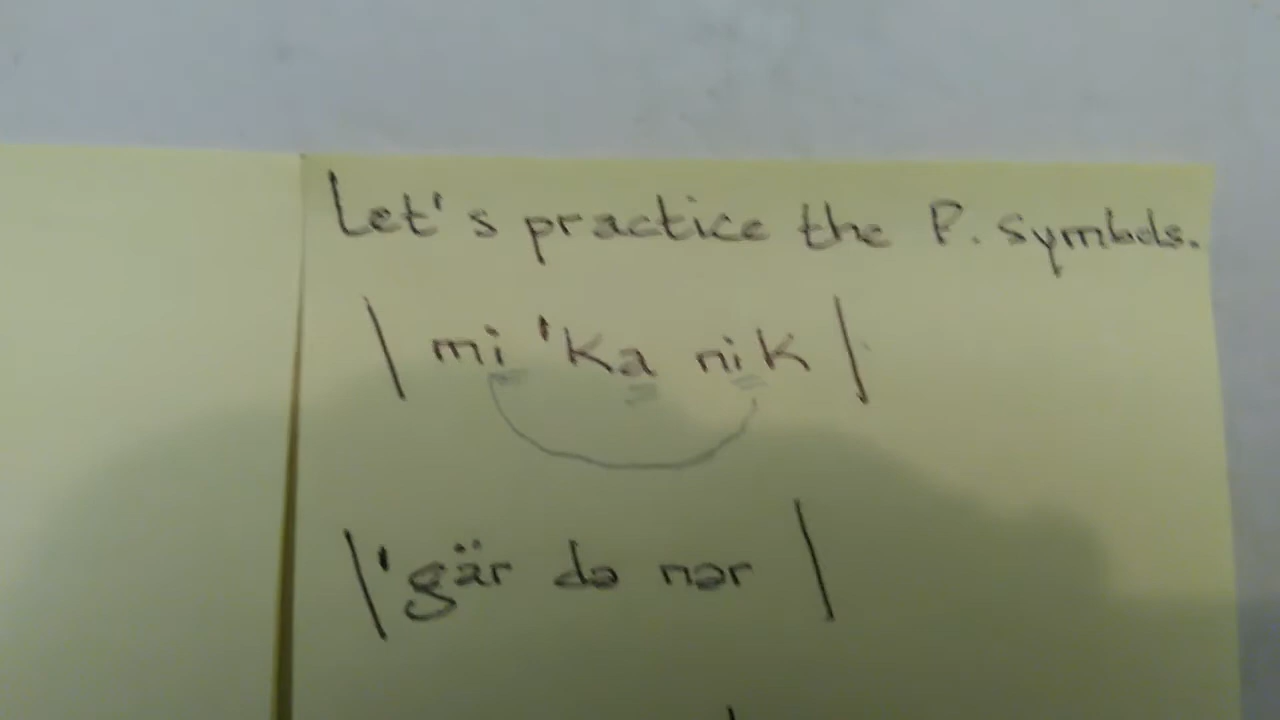 Let's practice the P. Symbols.
\ mi 'ka nik \
\ 'gär də nər \